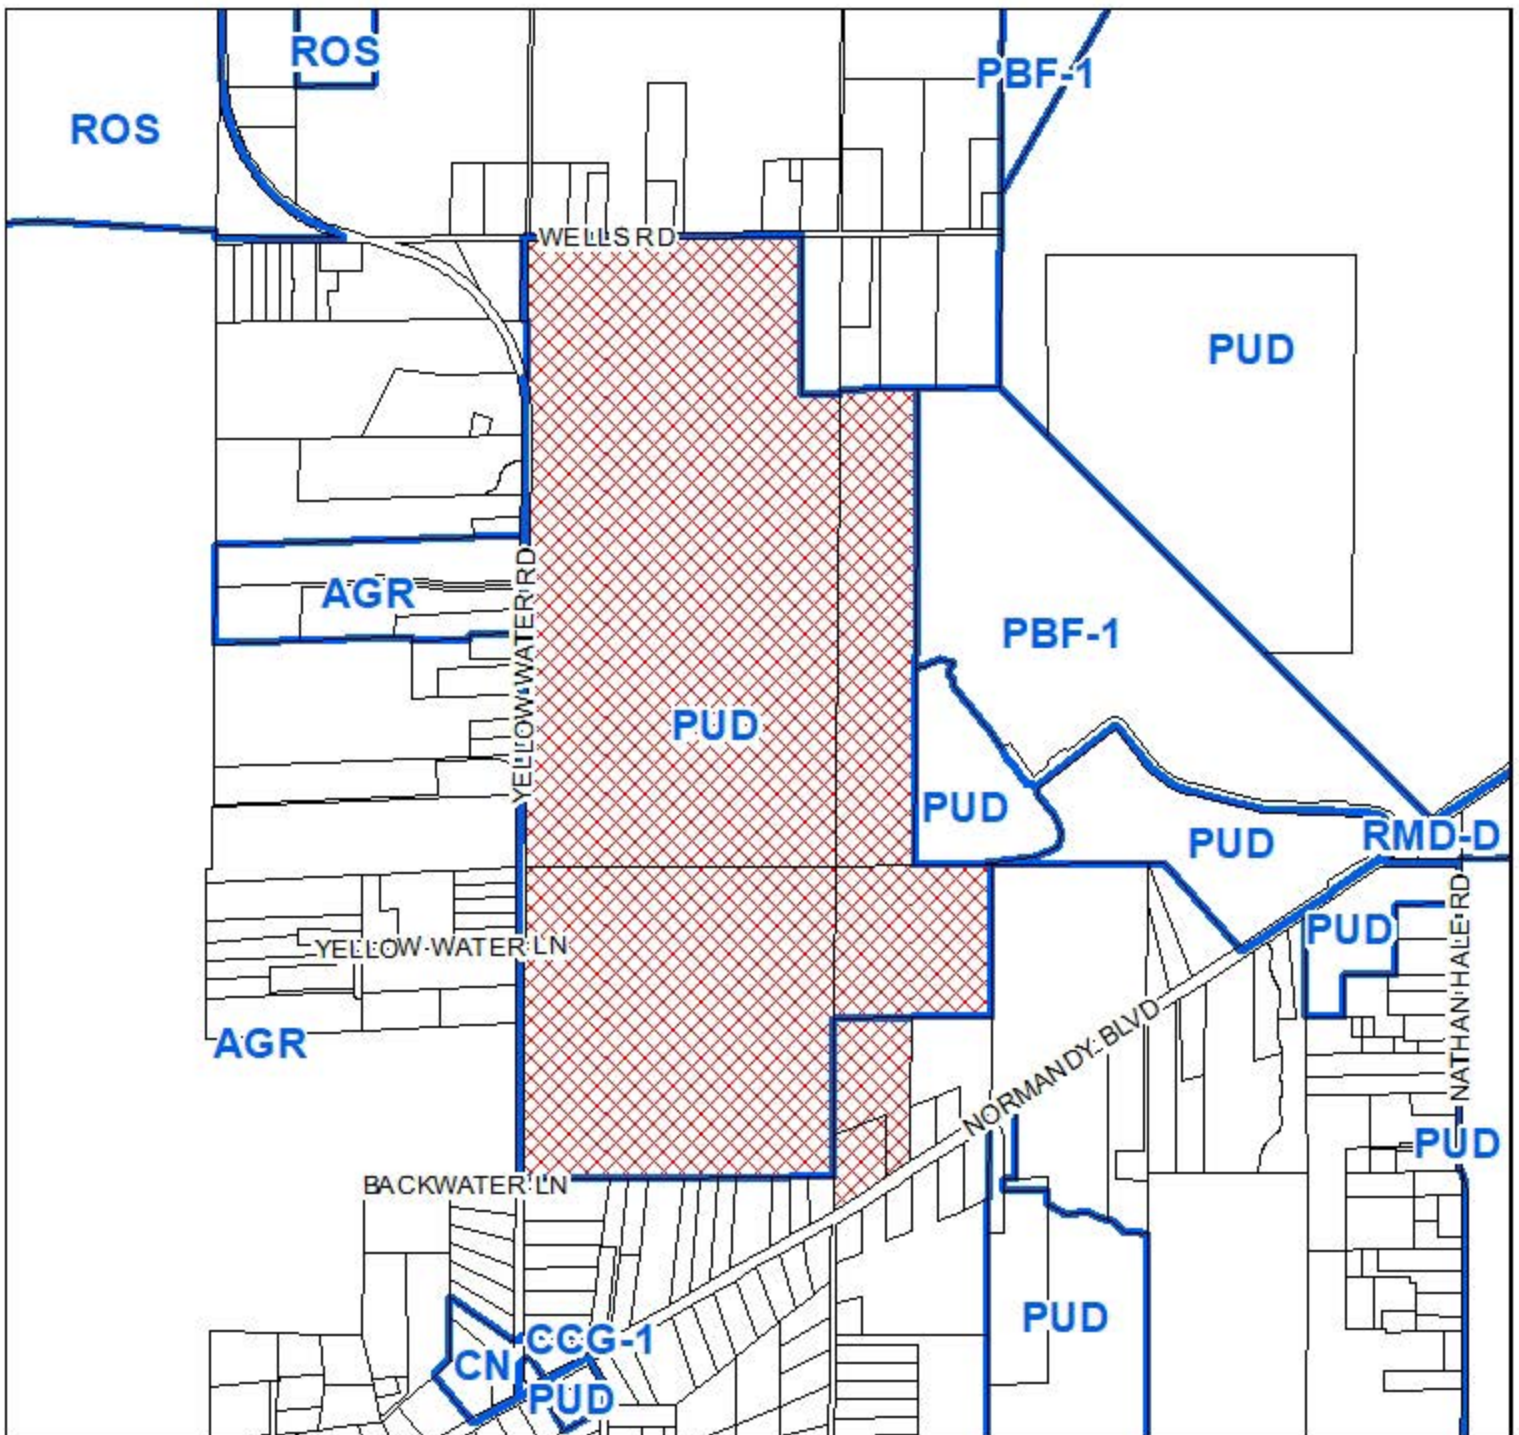 ROS
PBF-1
ROS
WELLS RD
PUD
AGR
YELLOW WATER RD
PBF-1
PUD
PUD
PUD
RMD-D
PUD
YELLOW WATER LN
NATHAN HALE RD
AGR
NORMANDY BLVD
PUD
BACKWATER LN
PUD
CCG-1
CN
PUD